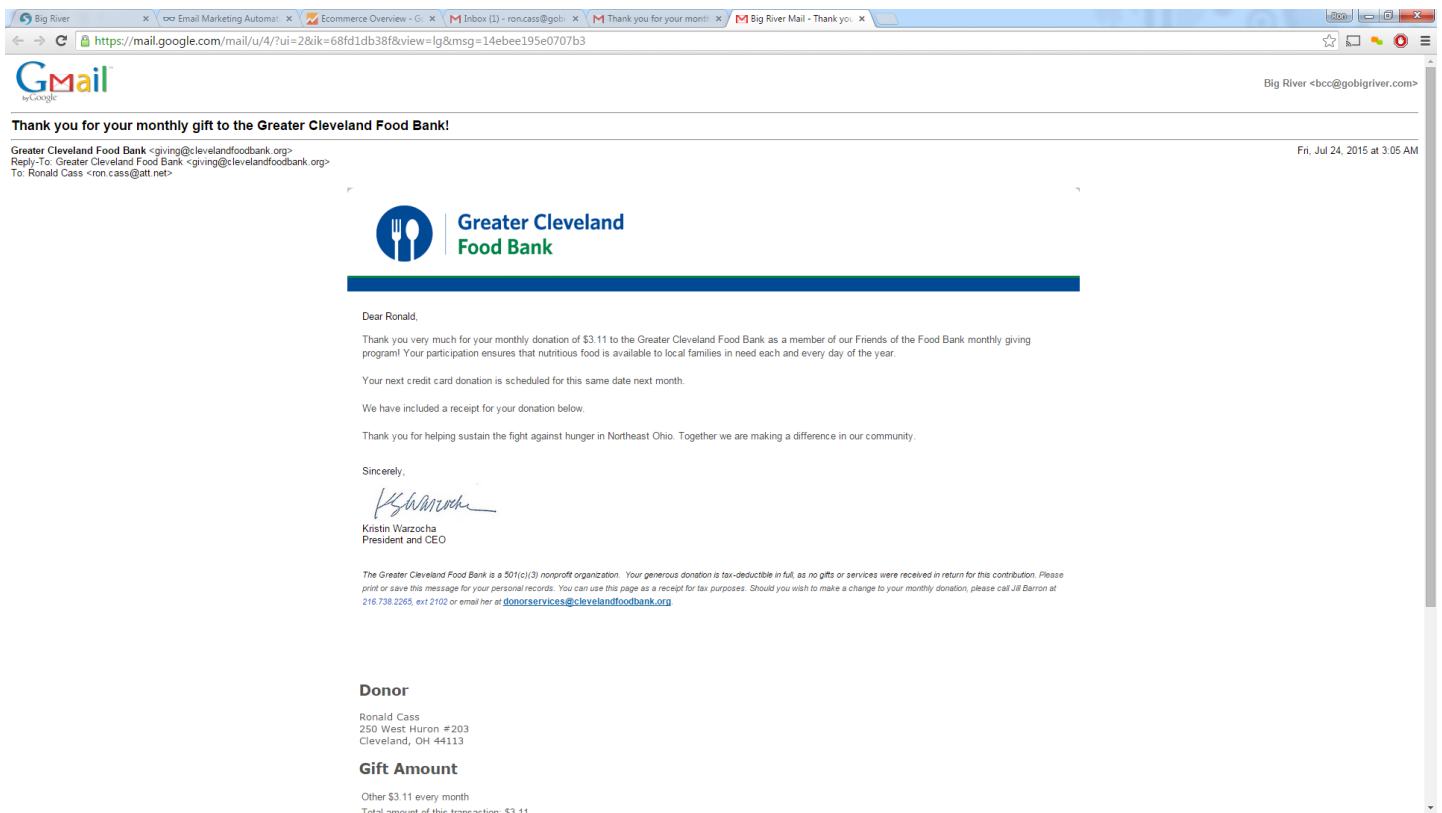 Big River
Email Marketing Automat
Ecommerce Overview - Go
Inbox (1) - ron.cass@gobi
Thank you for your month
Big River Mail - Thank you
Ron
https://mail.google.com/mail/u/4/?ui=2&ik=68fd1db38f&view=lg&msg=14ebee195e0707b3
Gmail
by Google
Big River <bcc@gobigriver.com>
Thank you for your monthly gift to the Greater Cleveland Food Bank!
Greater Cleveland Food Bank <giving@clevelandfoodbank.org>
Fri, Jul 24, 2015 at 3:05 AM
Reply-To: Greater Cleveland Food Bank <giving@clevelandfoodbank.org>
To: Ronald Cass <ron.cass@att.net>
Greater Cleveland
Food Bank
Dear Ronald,
Thank you very much for your monthly donation of $3.11 to the Greater Cleveland Food Bank as a member of our Friends of the Food Bank monthly giving
program! Your participation ensures that nutritious food is available to local families in need each and every day of the year.
Your next credit card donation is scheduled for this same date next month.
We have included a receipt for your donation below.
Thank you for helping sustain the fight against hunger in Northeast Ohio. Together we are making a difference in our community.
Sincerely,
Kristin Warzocha
President and CEO
The Greater Cleveland Food Bank is a 501(c)(3) nonprofit organization. Your generous donation is tax-deductible in full, as no gifts or services were received in return for this contribution. Please
print or save this message for your personal records. You can use this page as a receipt for tax purposes. Should you wish to make a change to your monthly donation, please call Jill Barron at
216.738.2265, ext 2102 or email her at donorservices@clevelandfoodbank.org.
Donor
Ronald Cass
250 West Huron #203
Cleveland, OH 44113
Gift Amount
Other $3.11 every month
Total amount of this transaction: $3.11